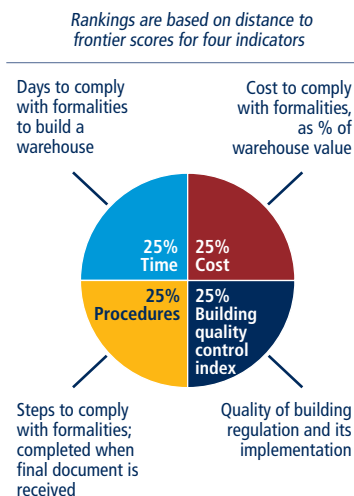 Rankings are based on distance to
frontier scores for four indicators
Days to comply
with formalities
to build a
warehouse
Cost to comply
with formalities,
as % of
warehouse value
25%
Time
25%
Cost
25%
Procedures
25%
Building
quality
control
index
Steps to comply
with formalities;
completed when
final document is
received
Quality of building
regulation and its
implementation